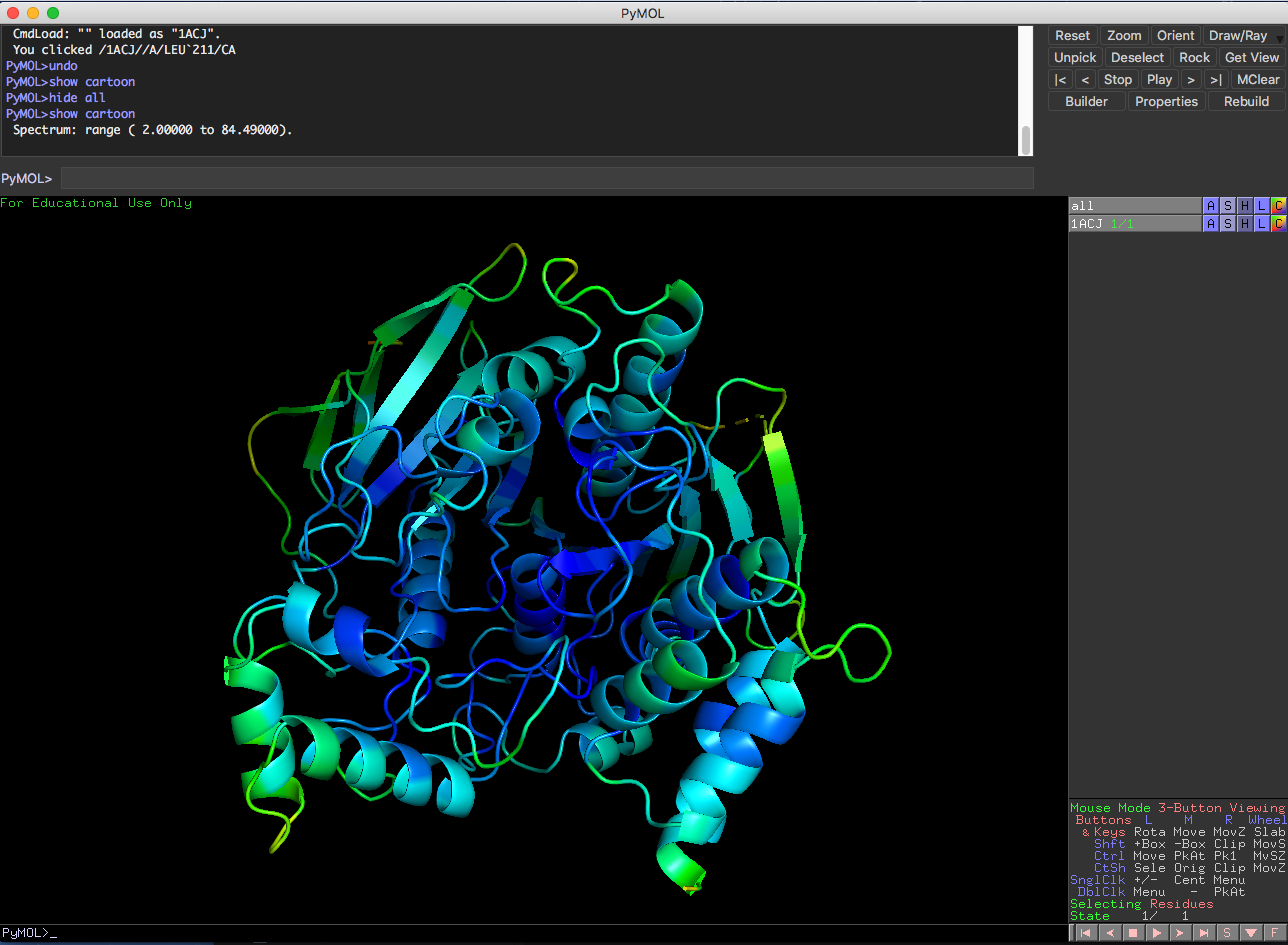 PyMOL
CmdLoad: "" loaded as "1ACJ".
You clicked /1ACJ//A/LEU`211/CA
PyMOL>undo
PyMOL>show cartoon
PyMOL>hide all
PyMOL>show cartoon
Spectrum: range ( 2.00000 to 84.49000).
Reset Zoom Orient Draw/Ray
Unpick Deselect Rock Get View
|< < Stop Play > >| MClear
Builder Properties Rebuild
PyMOL>
For Educational Use Only
all A S H L C
1ACJ 1/1 A S H L C
Mouse Mode 3-Button Viewing
Buttons L M R Wheel
& Keys Rota Move MovZ Slab
Shft +Box -Box Clip MovS
Ctrl Move PkAt Pk1 MvSZ
CtSh Sele Orig Clip MovZ
SnglClk +/- Cent Menu
DblClk Menu - PkAt
Selecting Residues
State 1/ 1
PyMOL>_
S F